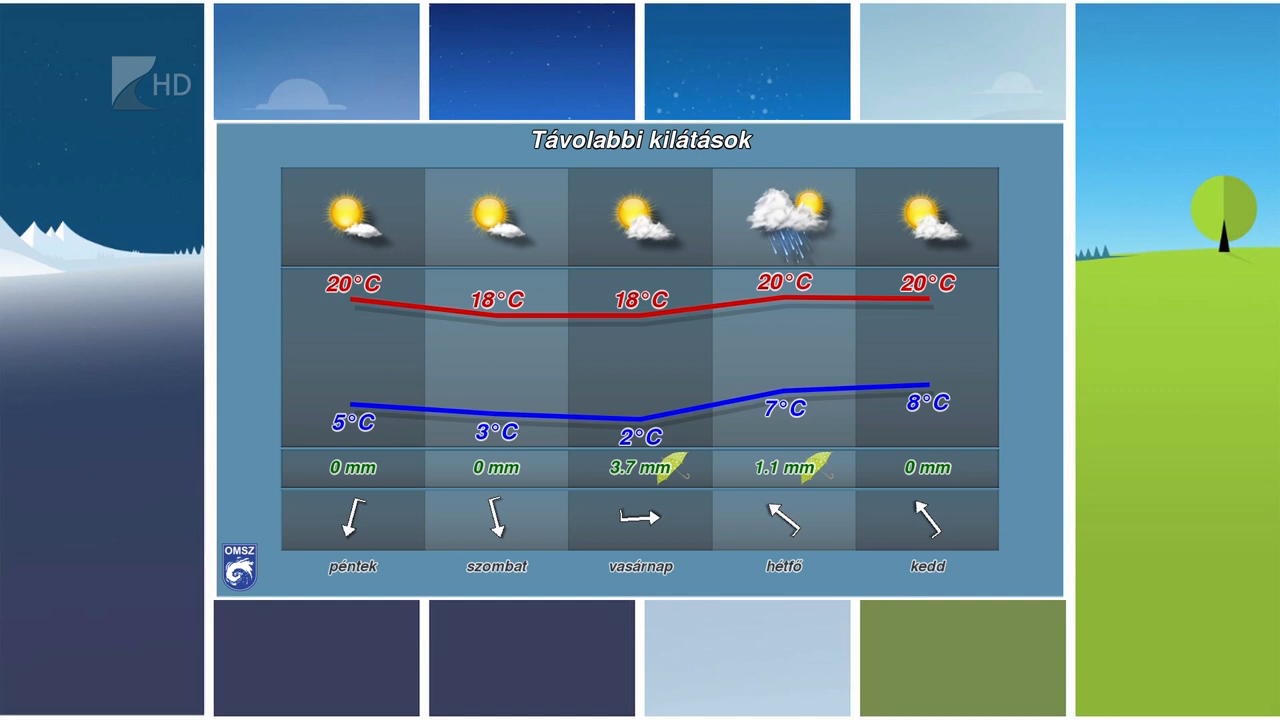 HD
Távolabbi kilátások
20°C 18°C 18°C 20°C 20°C
5°C 3°C 2°C 7°C 8°C
0 mm 0 mm 3.7 mm 1.1 mm 0 mm
OMSZ
péntek szombat vasárnap hétfő kedd